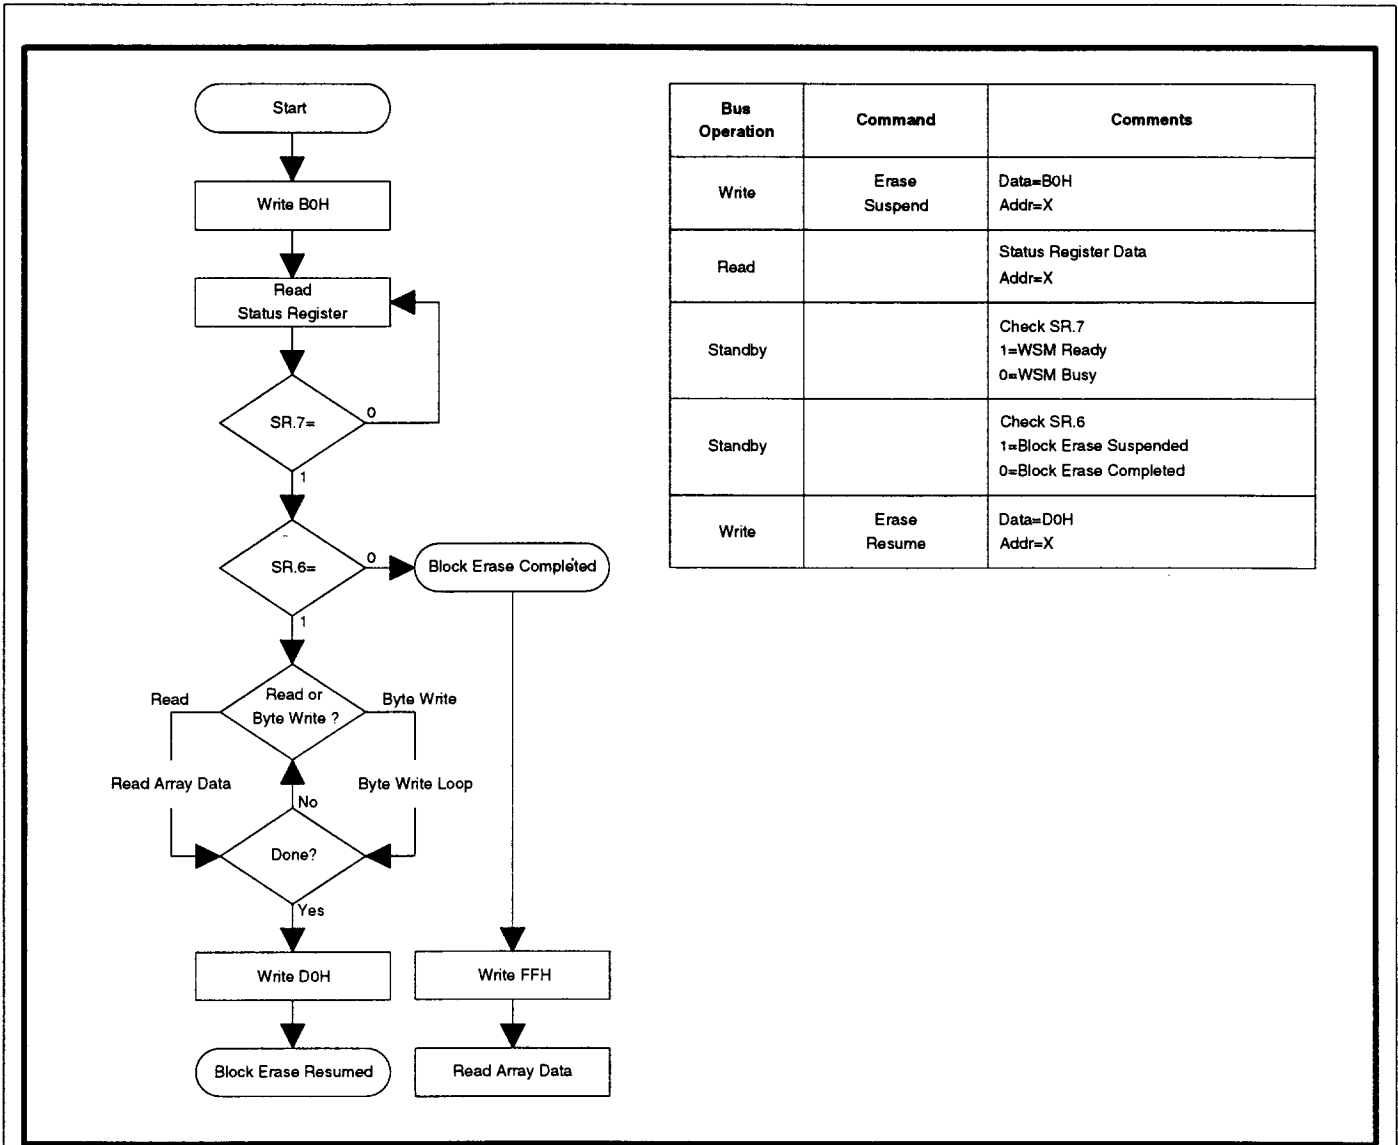 Start
Write B0H
Read
Status Register
SR.7=
0
1
SR.6=
0
Block Erase Completed
1
Read or
Byte Write ?
Read
Byte Write
Read Array Data
Byte Write Loop
No
Done?
Yes
Write D0H
Write FFH
Block Erase Resumed
Read Array Data
Bus
Operation
Command
Comments
Write
Erase
Suspend
Data=B0H
Addr=X
Read
Status Register Data
Addr=X
Standby
Check SR.7
1=WSM Ready
0=WSM Busy
Standby
Check SR.6
1=Block Erase Suspended
0=Block Erase Completed
Write
Erase
Resume
Data=D0H
Addr=X